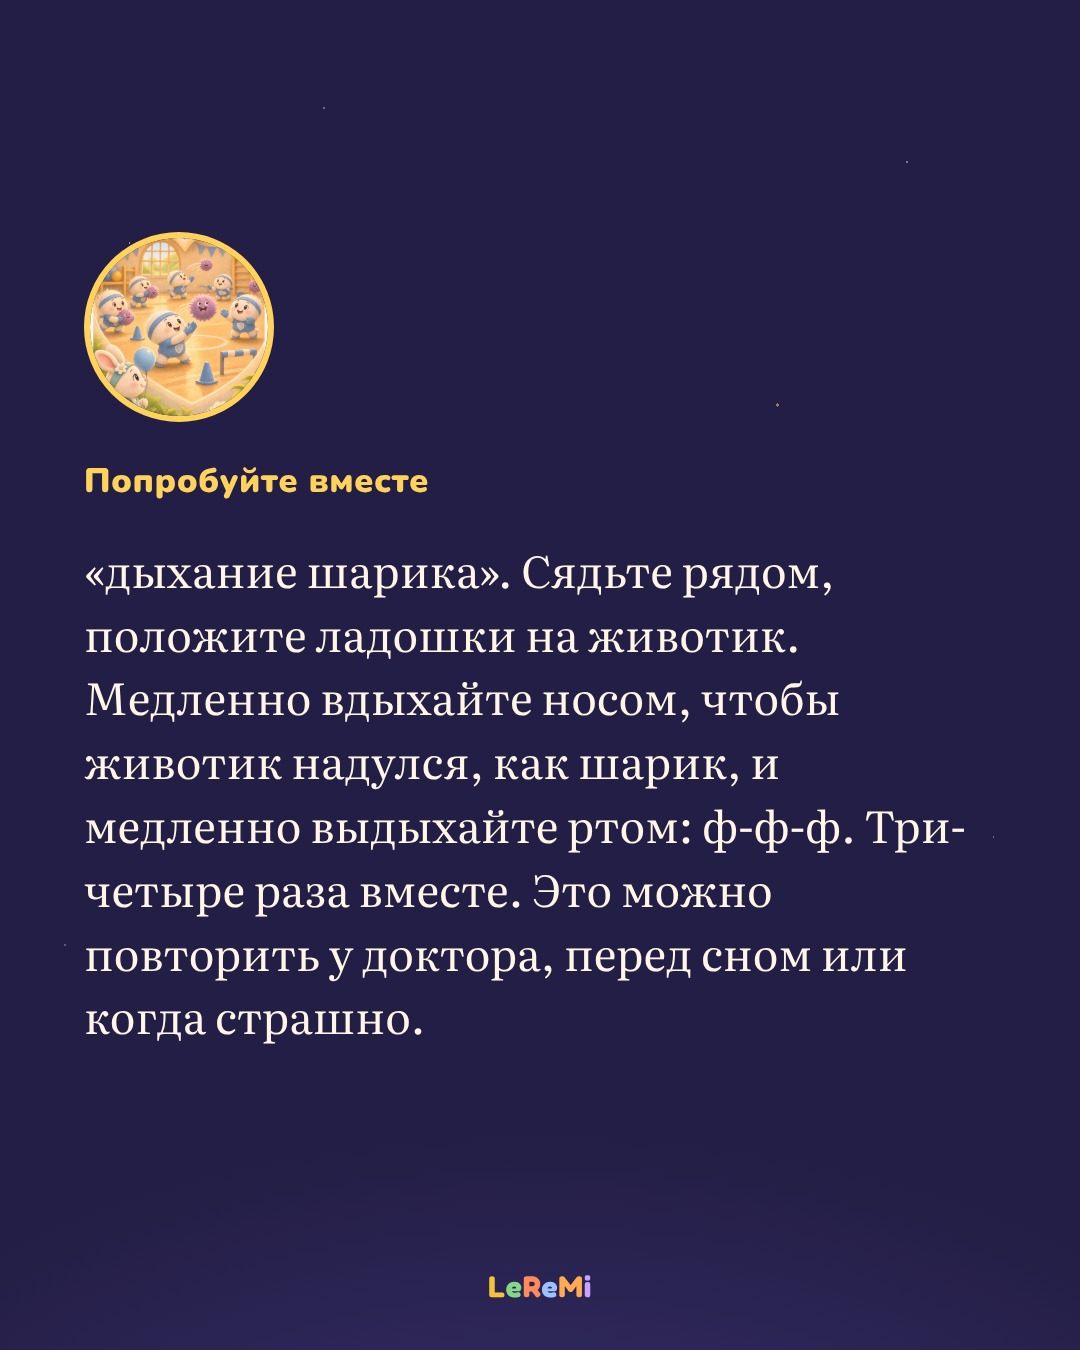 Попробуйте вместе
«дыхание шарика». Сядьте рядом,
положите ладошки на животик.
Медленно вдыхайте носом, чтобы
животик надулся, как шарик, и
медленно выдыхайте ртом: ф-ф-ф. Три-
четыре раза вместе. Это можно
повторить у доктора, перед сном или
когда страшно.
LeReMi